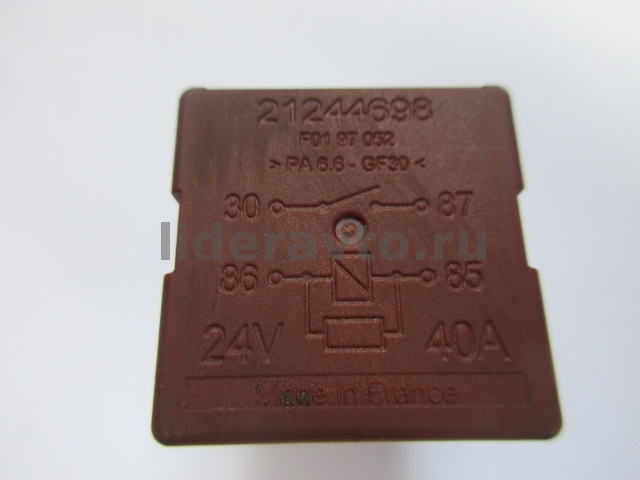 21244698
F01 97 052
> PA 6.6 - GF30 <
30 87
lideravto.ru
86 85
24V 40A
Made in France